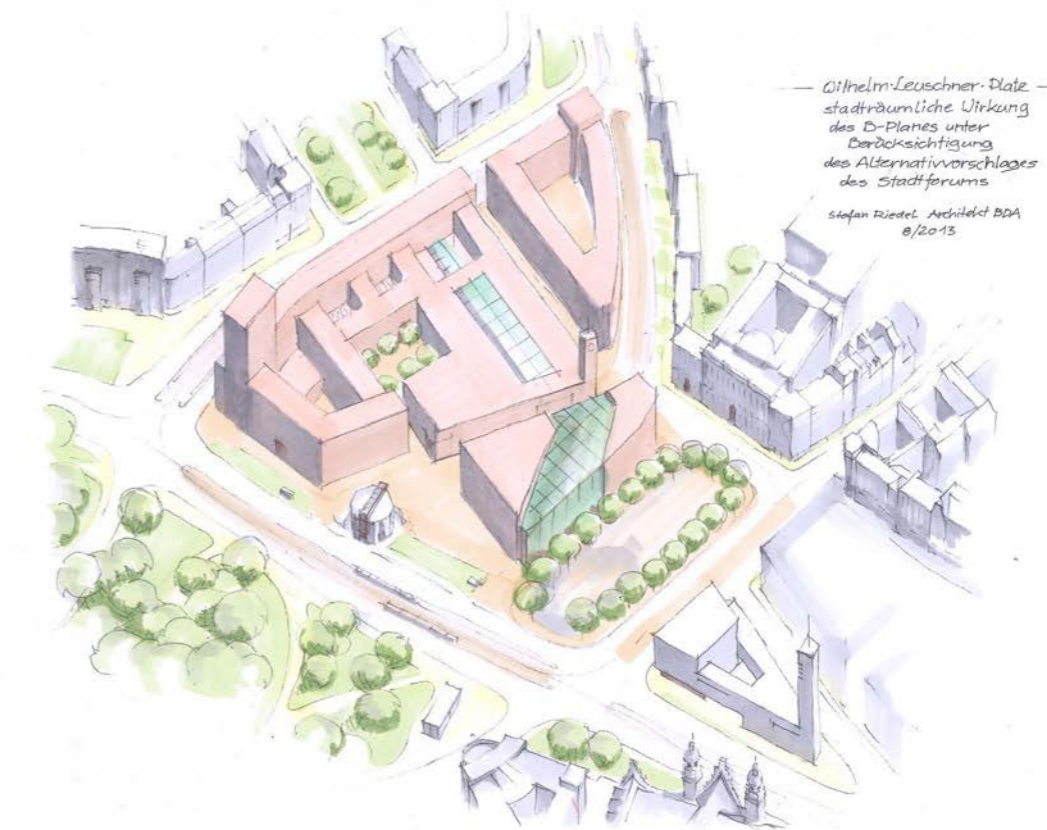 — Wilhelm-Leuschner-Platz —
stadträumliche Wirkung
des B-Planes unter
Berücksichtigung
des Alternativvorschlages
des Stadtforums
Stefan Riedel Architekt BDA
8/2013